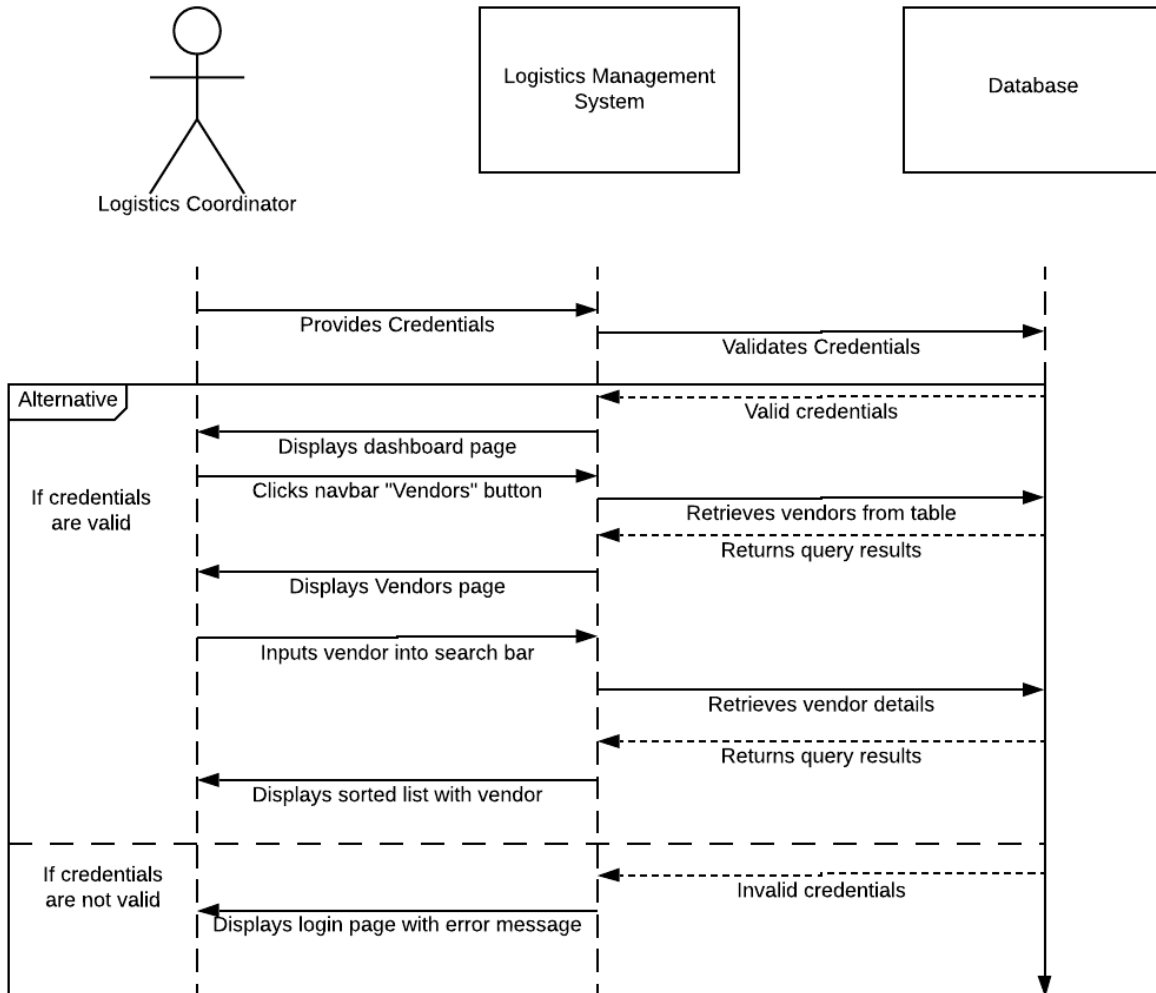 Logistics Management
System
Database
Logistics Coordinator
Provides Credentials
Validates Credentials
Alternative
Valid credentials
Displays dashboard page
If credentials
are valid
Clicks navbar "Vendors" button
Retrieves vendors from table
Returns query results
Displays Vendors page
Inputs vendor into search bar
Retrieves vendor details
Returns query results
Displays sorted list with vendor
If credentials
are not valid
Invalid credentials
Displays login page with error message